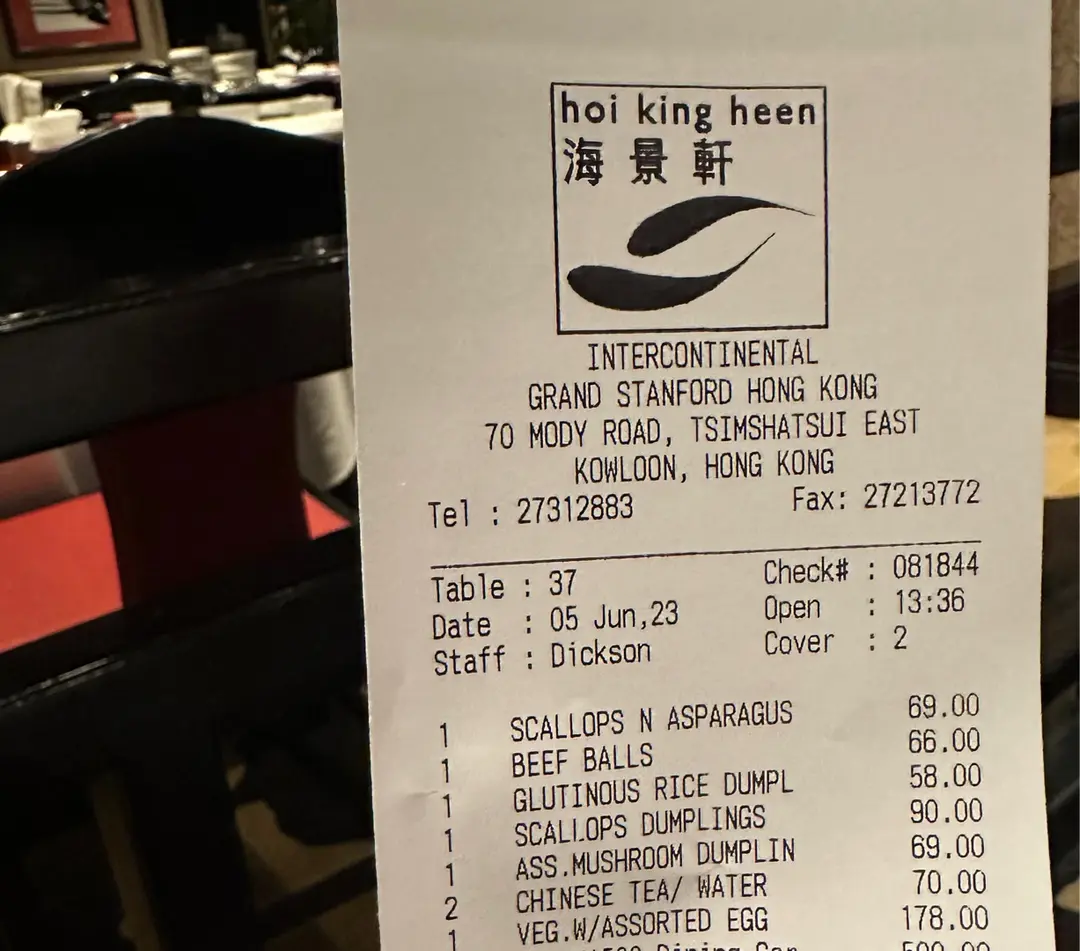 hoi king heen
海景軒
INTERCONTINENTAL
GRAND STANFORD HONG KONG
70 MODY ROAD, TSIMSHATSUI EAST
KOWLOON, HONG KONG
Tel : 27312883 Fax: 27213772
Table : 37 Check# : 081844
Date : 05 Jun,23 Open : 13:36
Staff : Dickson Cover : 2
1 SCALLOPS N ASPARAGUS 69.00
1 BEEF BALLS 66.00
1 GLUTINOUS RICE DUMPL 58.00
1 SCALLOPS DUMPLINGS 90.00
1 ASS.MUSHROOM DUMPLIN 69.00
2 CHINESE TEA/ WATER 70.00
1 VEG.W/ASSORTED EGG 178.00
Dining